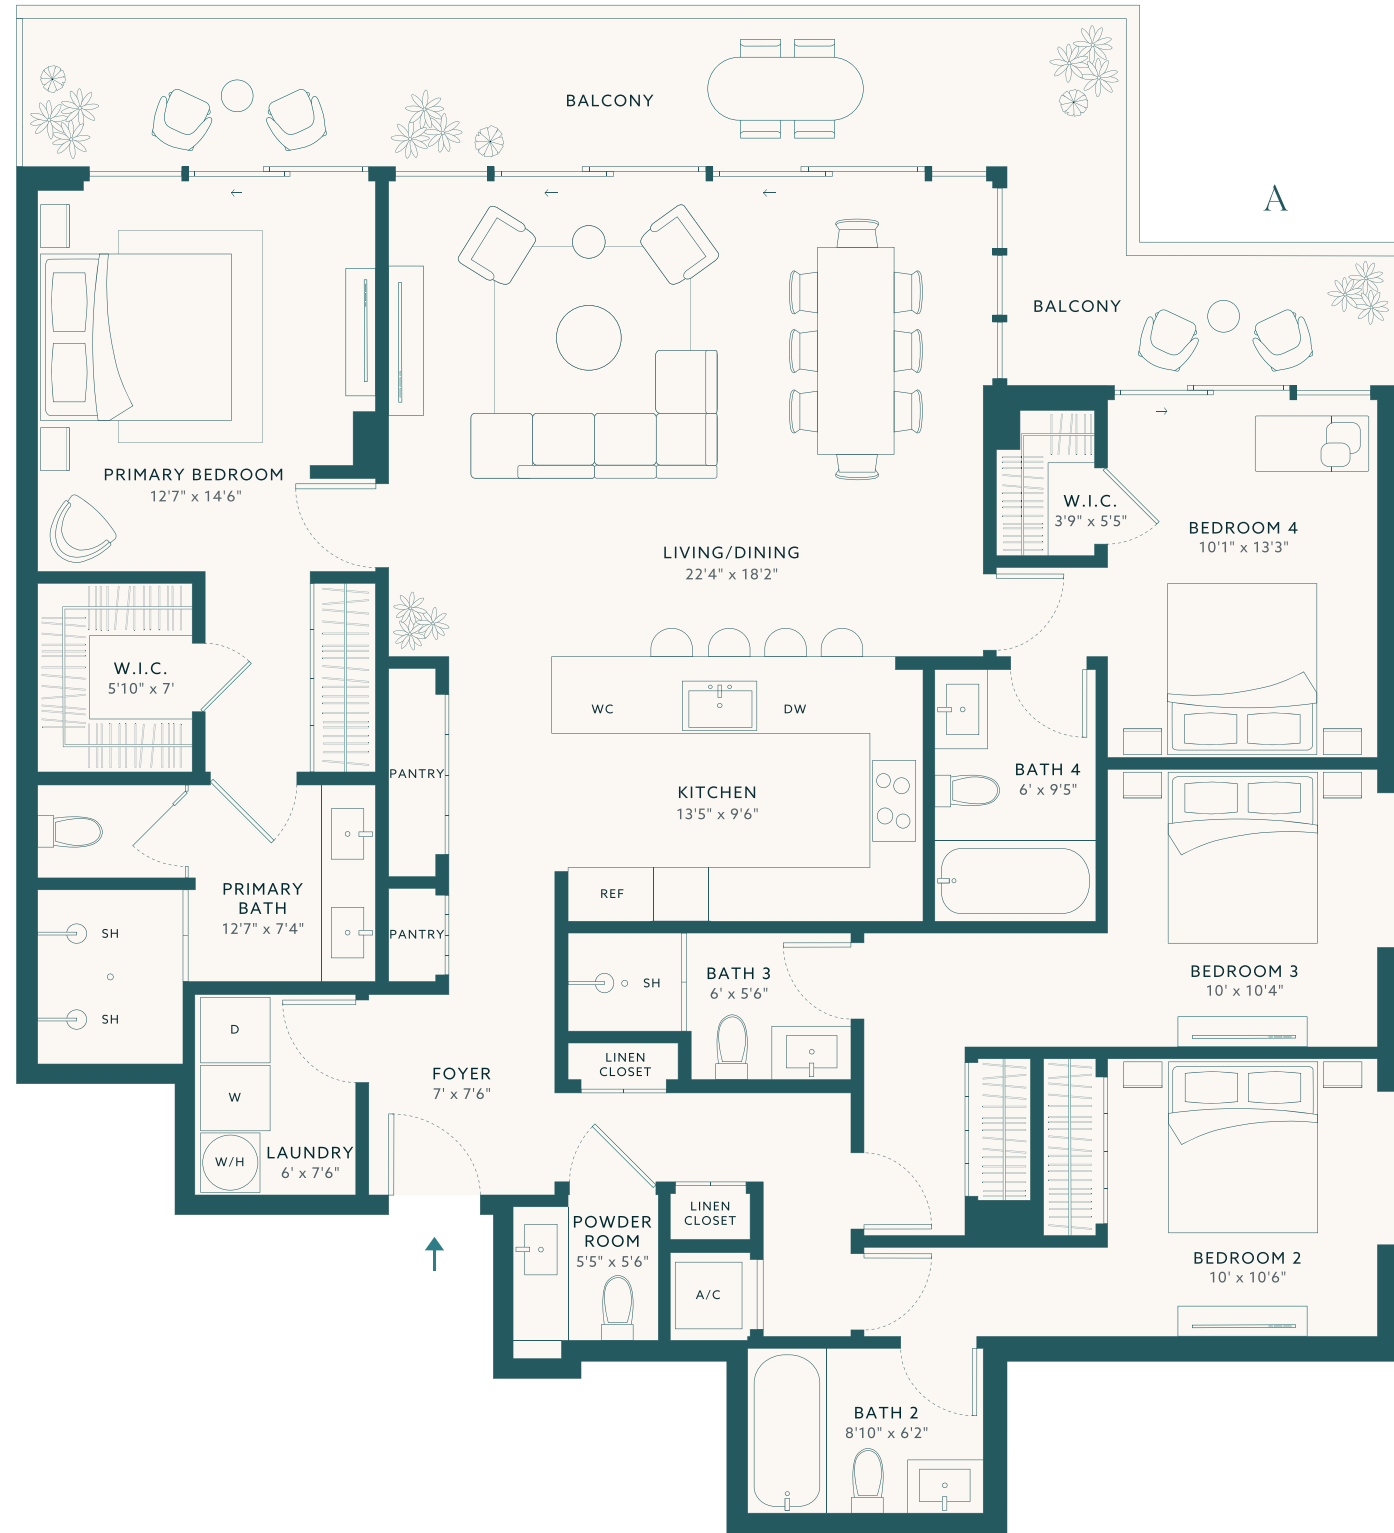 BALCONY
A
BALCONY
PRIMARY BEDROOM
12'7" x 14'6"
W.I.C.
3'9" x 5'5"
BEDROOM 4
10'1" x 13'3"
LIVING/DINING
22'4" x 18'2"
W.I.C.
5'10" x 7'
WC
DW
PANTRY
KITCHEN
13'5" x 9'6"
BATH 4
6' x 9'5"
PRIMARY
BATH
12'7" x 7'4"
REF
PANTRY
SH
SH
BATH 3
6' x 5'6"
SH
BEDROOM 3
10' x 10'4"
D
W
W/H
LAUNDRY
6' x 7'6"
FOYER
7' x 7'6"
LINEN
CLOSET
POWDER
ROOM
5'5" x 5'6"
LINEN
CLOSET
A/C
BEDROOM 2
10' x 10'6"
BATH 2
8'10" x 6'2"